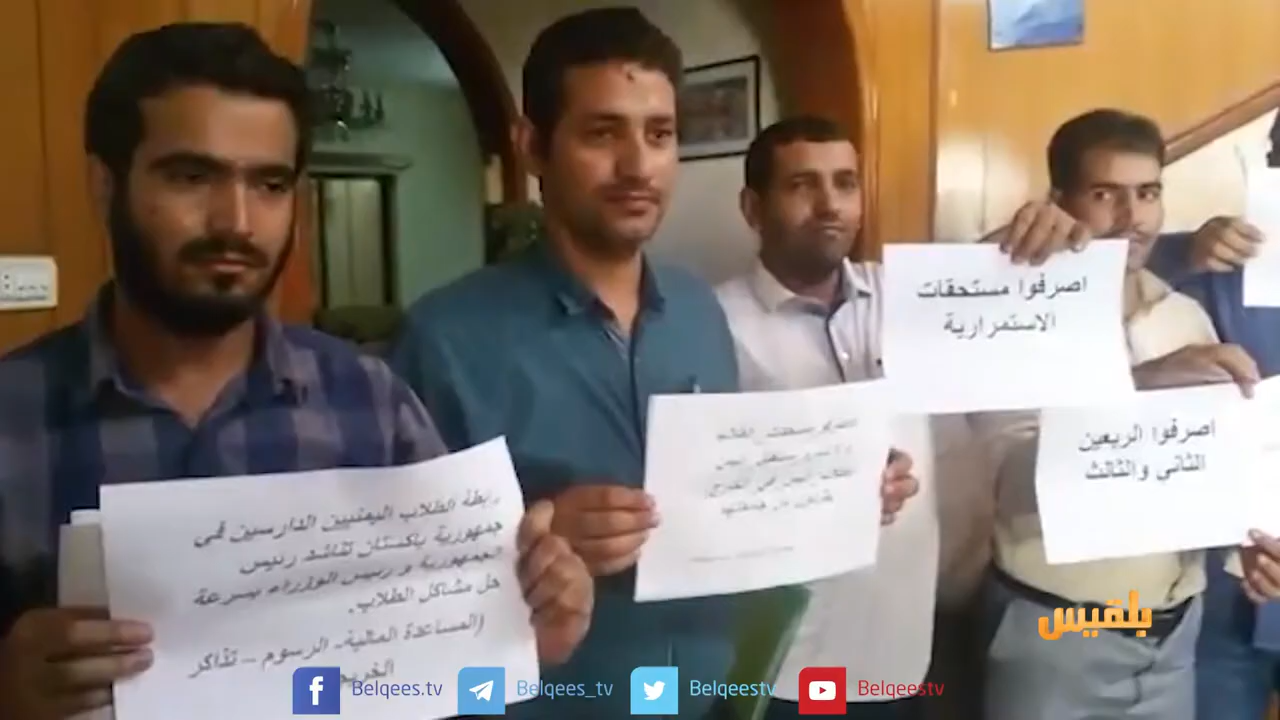 اصرفوا مستحقات
الاستمرارية
اصرفوا الربعين
الثاني والثالث
رابطة الطلاب اليمنيين الدارسين في
جمهورية باكستان تناشد رئيس
الجمهورية و رئيس الوزراء بسرعة
حل مشاكل الطلاب.
(المساعدة المالية- الرسوم – تذاكر
بلقيس
Belqees.tv
Belqees_tv
Belqeestv
Belqeestv